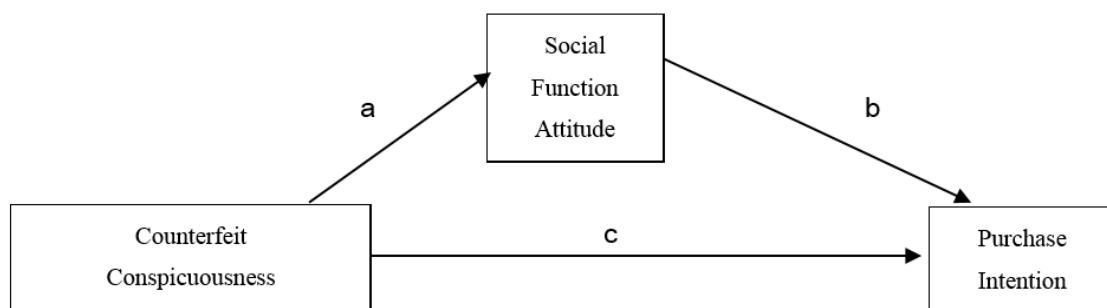 Social
Function
Attitude
a
b
c
Counterfeit
Conspicuousness
Purchase
Intention